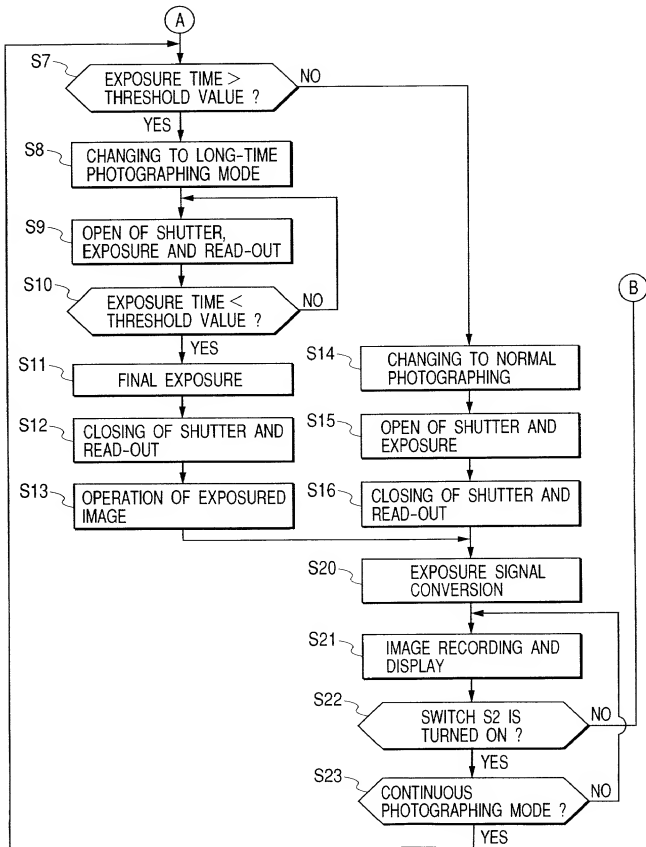 A
S7
EXPOSURE TIME >
THRESHOLD VALUE ?
NO
YES
S8
CHANGING TO LONG-TIME
PHOTOGRAPHING MODE
S9
OPEN OF SHUTTER,
EXPOSURE AND READ-OUT
S10
EXPOSURE TIME <
THRESHOLD VALUE ?
NO
YES
B
S11
FINAL EXPOSURE
S12
CLOSING OF SHUTTER AND
READ-OUT
S13
OPERATION OF EXPOSURED
IMAGE
S14
CHANGING TO NORMAL
PHOTOGRAPHING
S15
OPEN OF SHUTTER AND
EXPOSURE
S16
CLOSING OF SHUTTER AND
READ-OUT
S20
EXPOSURE SIGNAL
CONVERSION
S21
IMAGE RECORDING AND
DISPLAY
S22
SWITCH S2 IS
TURNED ON ?
NO
YES
S23
CONTINUOUS
PHOTOGRAPHING MODE ?
NO
YES